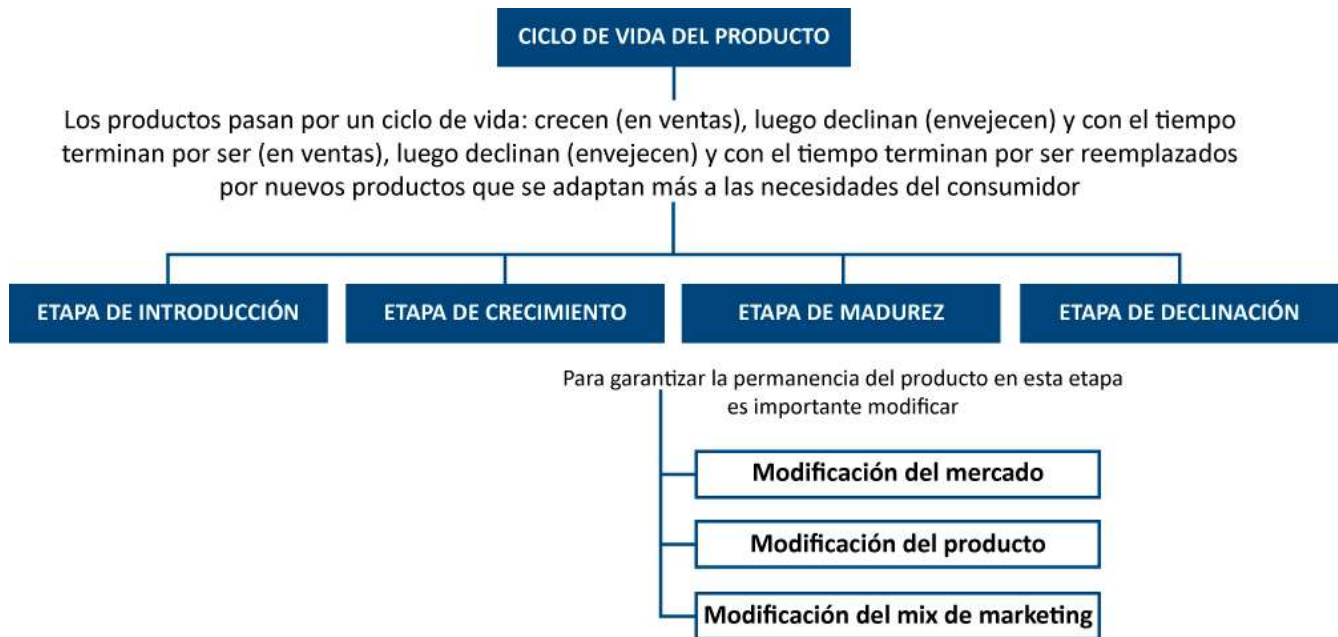 CICLO DE VIDA DEL PRODUCTO
Los productos pasan por un ciclo de vida: crecen (en ventas), luego declinan (envejecen) y con el tiempo
terminan por ser (en ventas), luego declinan (envejecen) y con el tiempo terminan por ser reemplazados
por nuevos productos que se adaptan más a las necesidades del consumidor
ETAPA DE INTRODUCCIÓN
ETAPA DE CRECIMIENTO
ETAPA DE MADUREZ
ETAPA DE DECLINACIÓN
Para garantizar la permanencia del producto en esta etapa
es importante modificar
Modificación del mercado
Modificación del producto
Modificación del mix de marketing